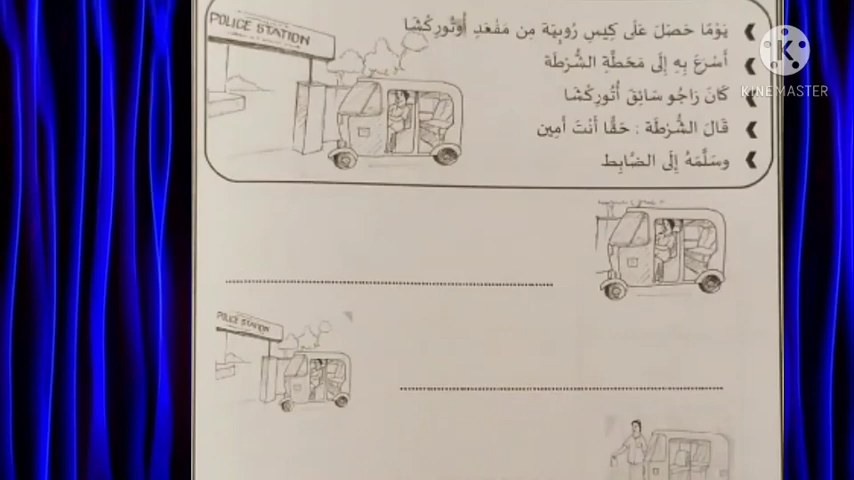 POLICE STATION
يَوْمًا حَصَلَ عَلَى كِيسِ رُوبِيَة مِن مَقْعَدِ أُوتُورِكْشَا
أَسْرَعَ بِهِ إِلَى مَحَطَّةِ الشُّرْطَة
كَانَ رَاجُو سَائِقَ أُتُورِكْشَا
قَالَ الشُّرْطَة : حَقًّا أَنْتَ أَمِين
وسَلَّمَهُ إِلَى الضَّابِط
KINEMASTER
POLICE STATION